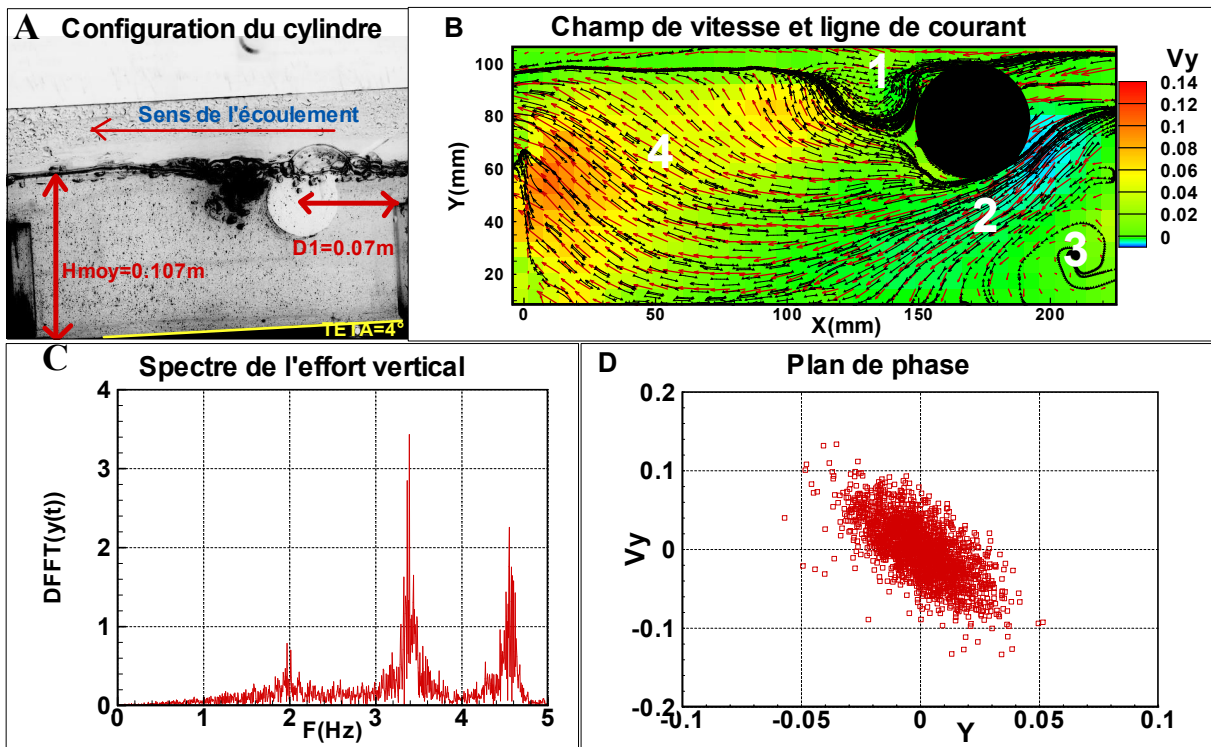 A
Configuration du cylindre
Sens de l'écoulement
D1=0.07m
Hmoy=0.107m
TETA=4°
B
Champ de vitesse et ligne de courant
Vy
0.14
0.12
0.1
0.08
0.06
0.04
0.02
0
Y(mm)
100
80
60
40
20
0
50
100
150
200
X(mm)
1
2
3
4
C
Spectre de l'effort vertical
DFFT(y(t))
4
3
2
1
0
0
1
2
3
4
5
F(Hz)
D
Plan de phase
Vy
0.2
0.1
0
-0.1
-0.2
-0.1
-0.05
0
0.05
0.1
Y